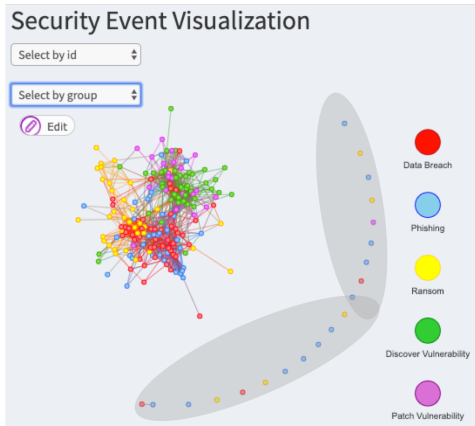 Security Event Visualization
Select by id
Select by group
Edit
Data Breach
Phishing
Ransom
Discover Vulnerability
Patch Vulnerability